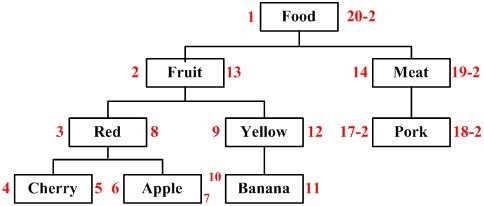 1 Food 20-2
2 Fruit 13 14 Meat 19-2
3 Red 8 9 Yellow 12 17-2 Pork 18-2
4 Cherry 5 6 Apple 7 10 Banana 11